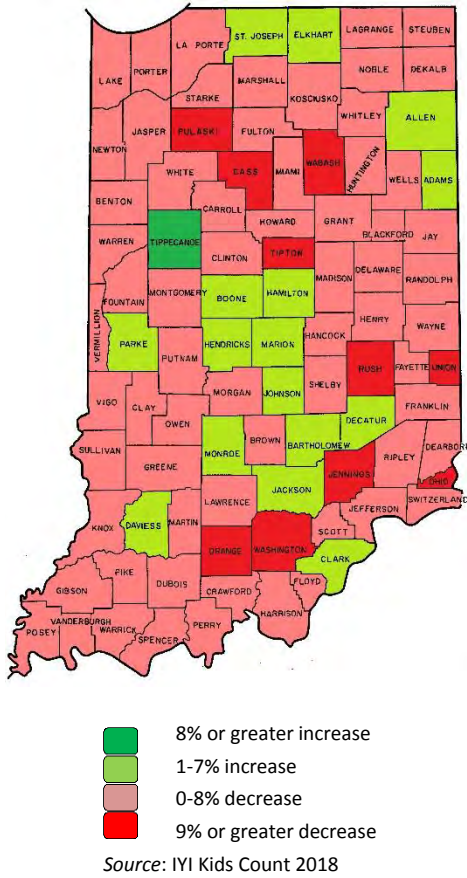 ST. JOSEPH
ELKHART
LAGRANGE
STEUBEN
LA PORTE
PORTER
LAKE
NOBLE
DEKALB
MARSHALL
KOSCIUSKO
STARKE
WHITLEY
ALLEN
JASPER
PULASKI
FULTON
WABASH
HUNTINGTON
NEWTON
CASS
MIAMI
WELLS
ADAMS
WHITE
BENTON
CARROLL
HOWARD
GRANT
BLACKFORD
JAY
WARREN
TIPPECANOE
CLINTON
TIPTON
MADISON
DELAWARE
RANDOLPH
FOUNTAIN
MONTGOMERY
BOONE
HAMILTON
HENRY
WAYNE
VERMILLION
PARKE
HENDRICKS
MARION
HANCOCK
PUTNAM
RUSH
FAYETTE
UNION
VIGO
CLAY
MORGAN
JOHNSON
SHELBY
FRANKLIN
OWEN
DECATUR
SULLIVAN
MONROE
BROWN
BARTHOLOMEW
DEARBORN
GREENE
RIPLEY
JENNINGS
OHIO
JACKSON
SWITZERLAND
LAWRENCE
JEFFERSON
KNOX
DAVIESS
MARTIN
SCOTT
ORANGE
WASHINGTON
CLARK
PIKE
DUBOIS
FLOYD
GIBSON
CRAWFORD
HARRISON
VANDERBURGH
POSEY
WARRICK
SPENCER
PERRY
8% or greater increase
1-7% increase
0-8% decrease
9% or greater decrease
Source: IYI Kids Count 2018